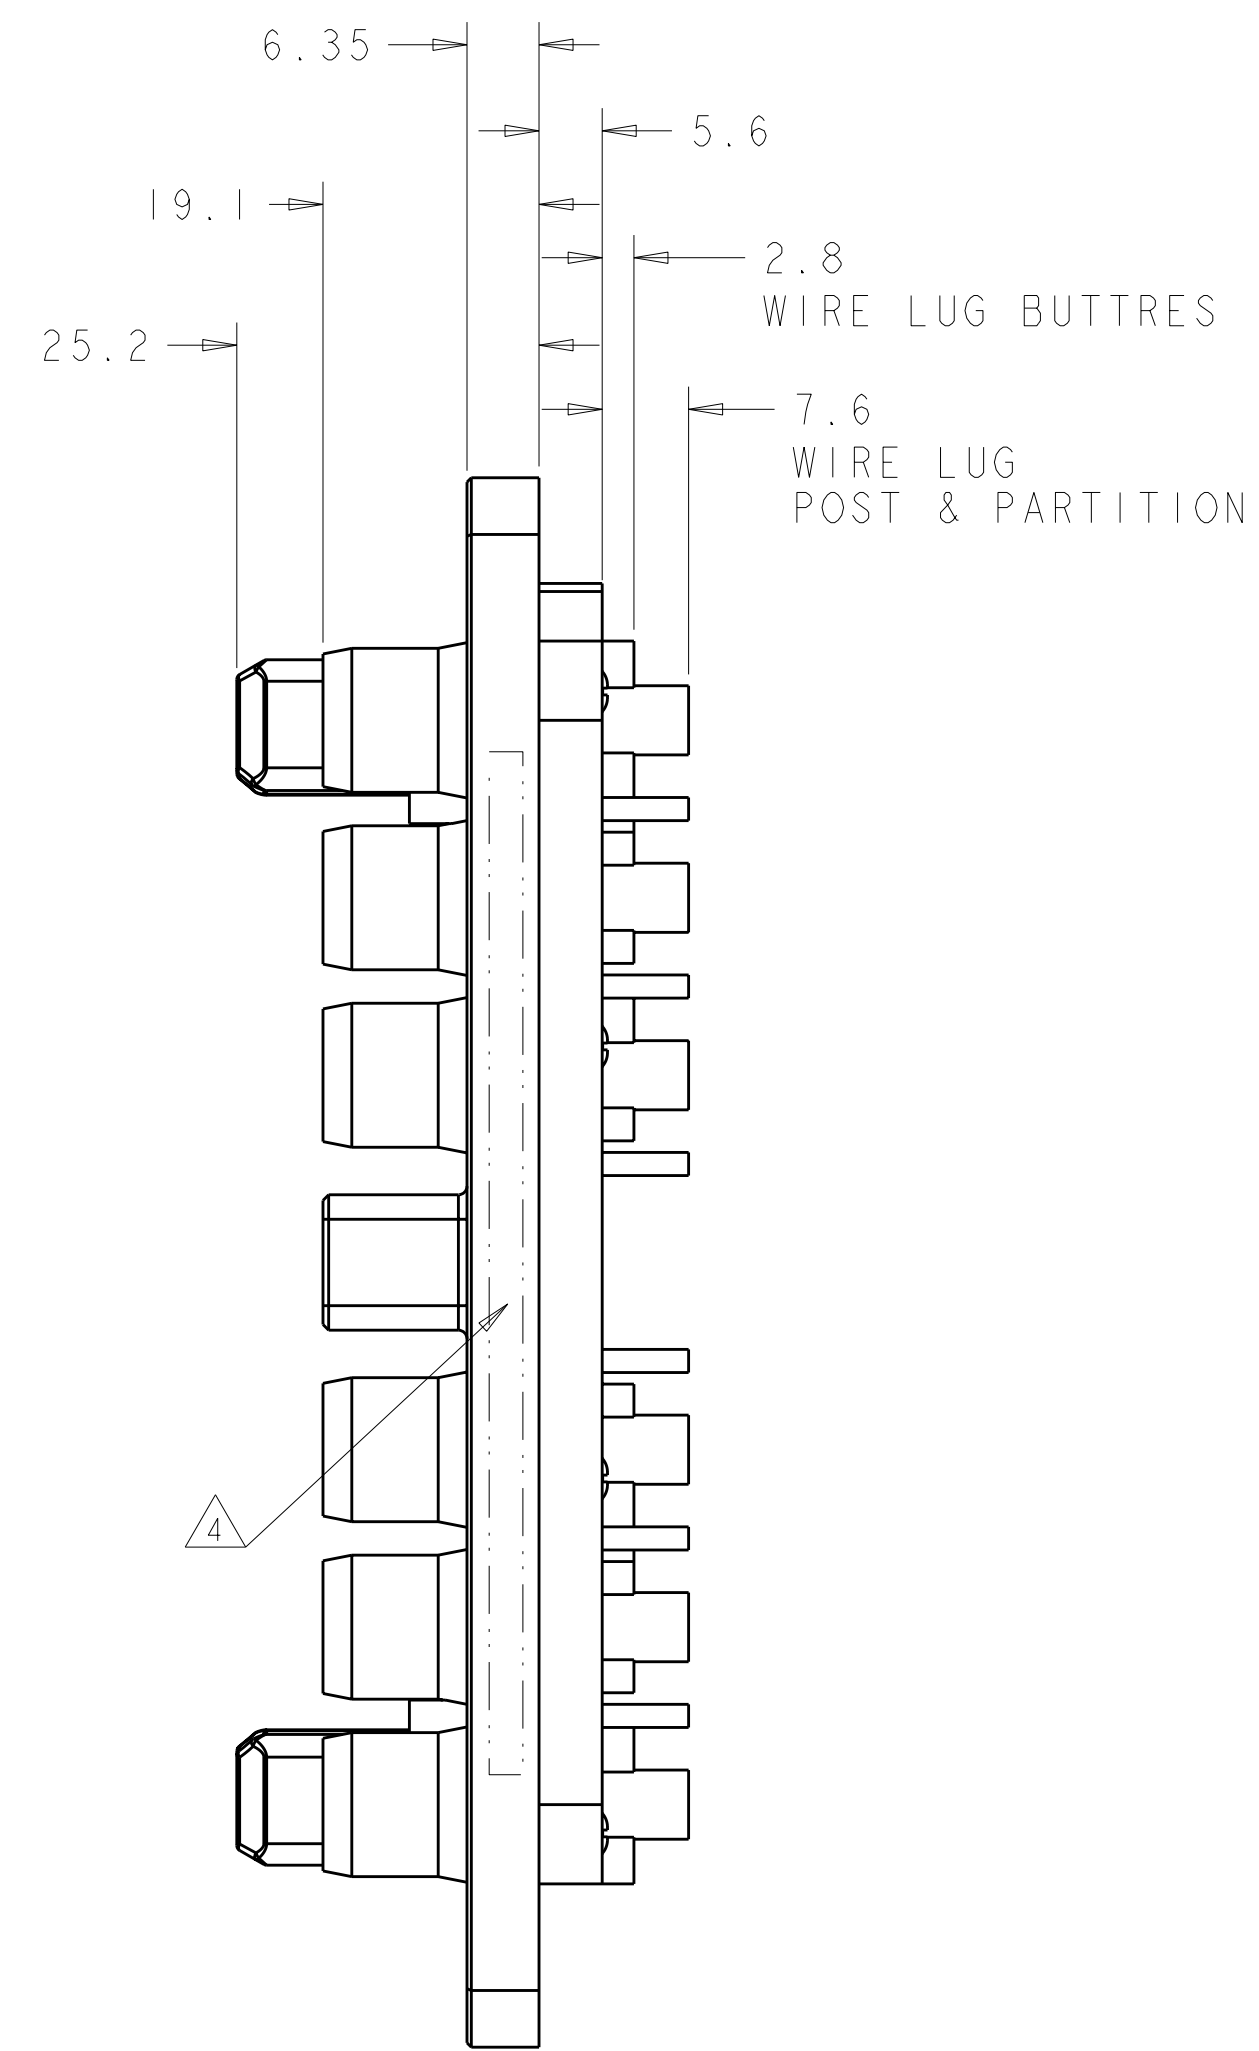 6.35
5.6
19.1
2.8
WIRE LUG BUTTRES
25.2
7.6
WIRE LUG
POST & PARTITION
4